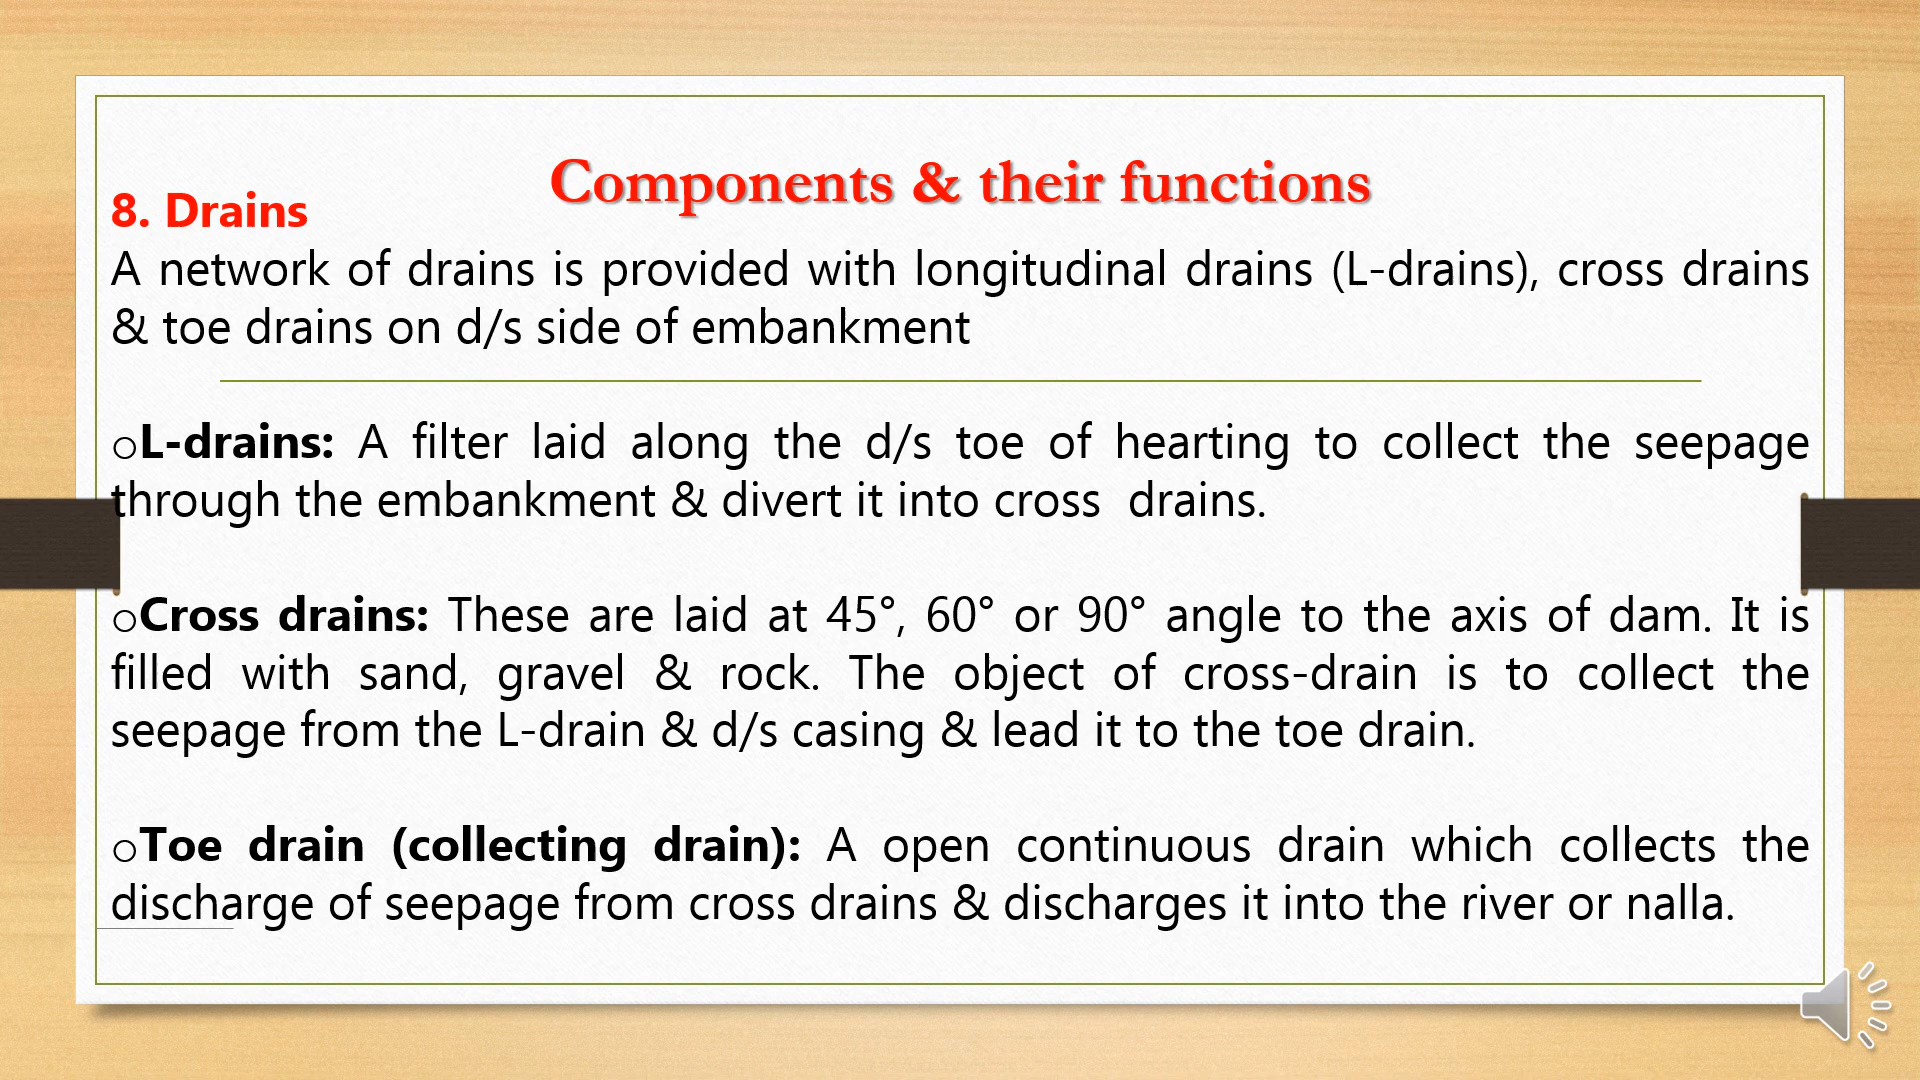 Components & their functions
8. Drains
A network of drains is provided with longitudinal drains (L-drains), cross drains
& toe drains on d/s side of embankment
oL-drains: A filter laid along the d/s toe of hearting to collect the seepage
through the embankment & divert it into cross  drains.
oCross drains: These are laid at 45°, 60° or 90° angle to the axis of dam. It is
filled with sand, gravel & rock. The object of cross-drain is to collect the
seepage from the L-drain & d/s casing & lead it to the toe drain.
oToe drain (collecting drain): A open continuous drain which collects the
discharge of seepage from cross drains & discharges it into the river or nalla.